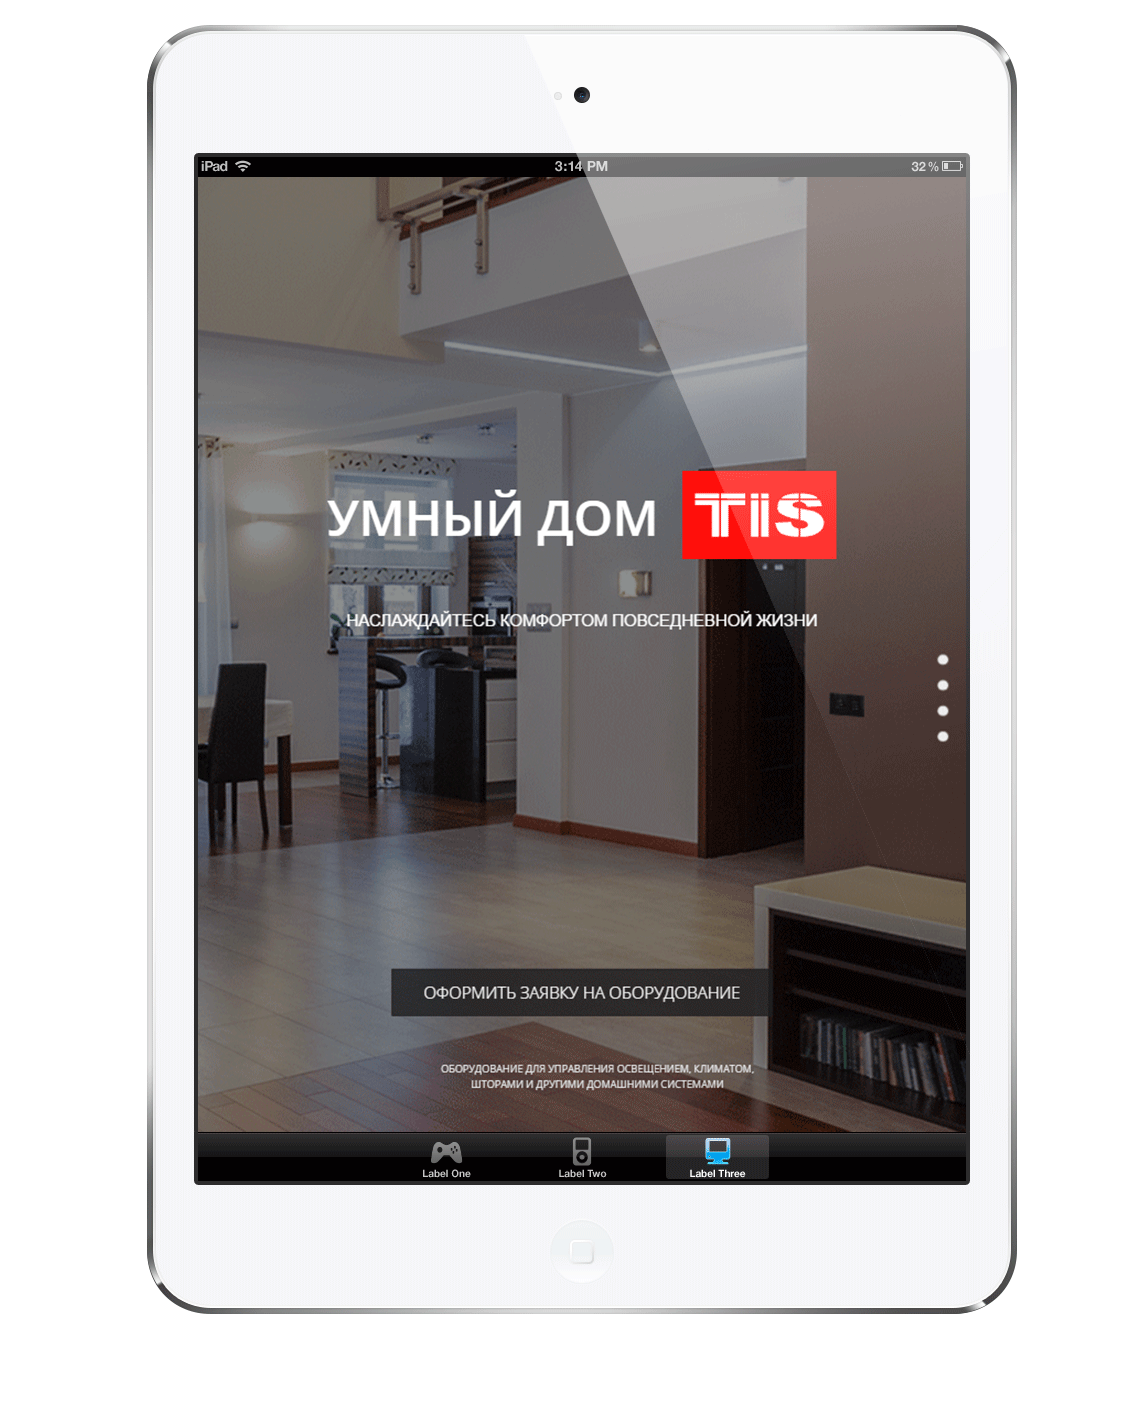 iPad 3:14 PM 32 %
УМНЫЙ ДОМ TIS
НАСЛАЖДАЙТЕСЬ КОМФОРТОМ ПОВСЕДНЕВНОЙ ЖИЗНИ
ОФОРМИТЬ ЗАЯВКУ НА ОБОРУДОВАНИЕ
ОБОРУДОВАНИЕ ДЛЯ УПРАВЛЕНИЯ ОСВЕЩЕНИЕМ, КЛИМАТОМ,
ШТОРАМИ И ДРУГИМИ ДОМАШНИМИ СИСТЕМАМИ
Label One Label Two Label Three